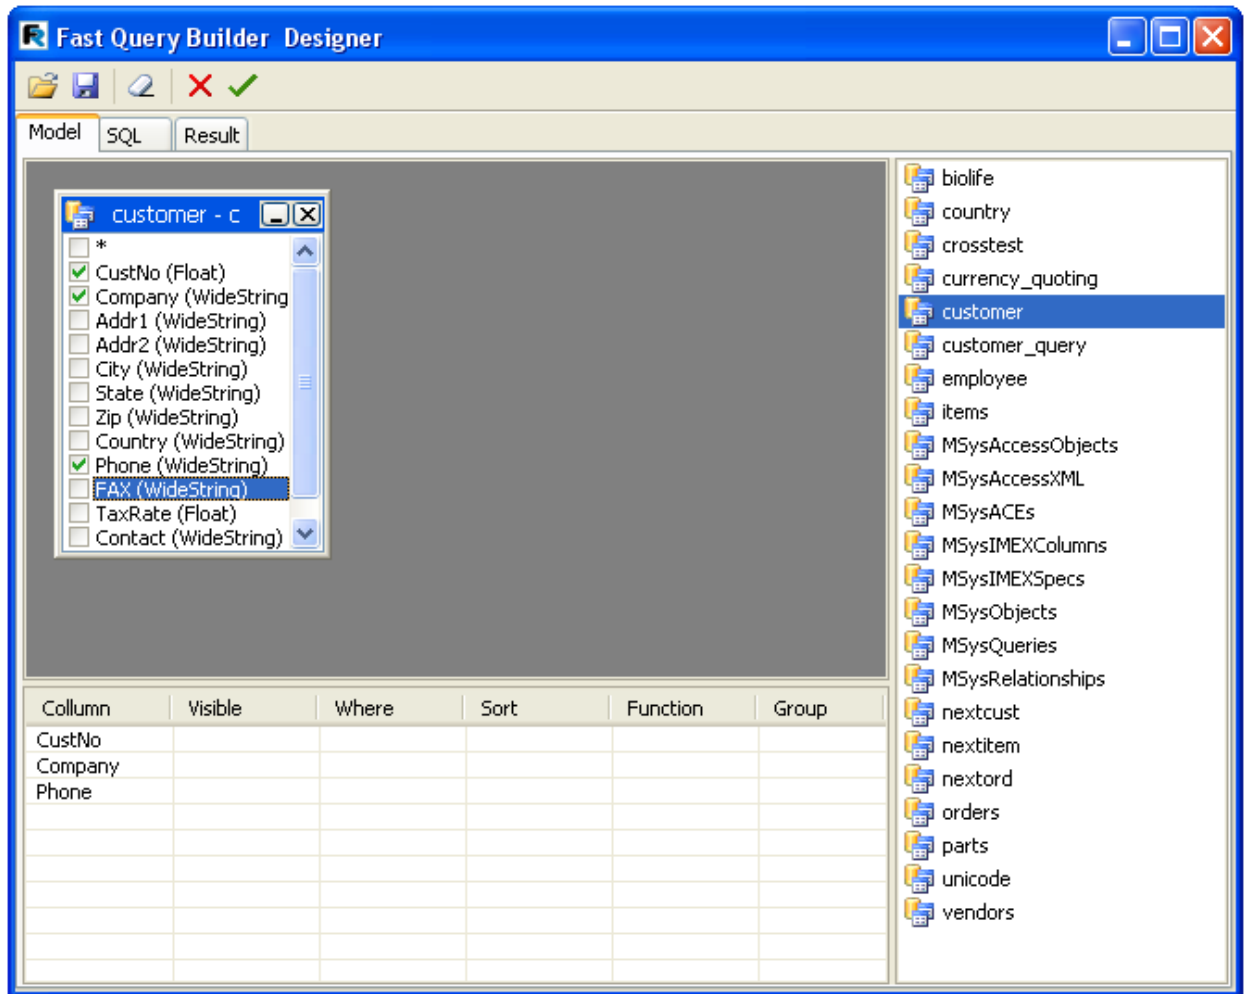 Fast Query Builder Designer
Model SQL Result
customer - c
*
CustNo (Float)
Company (WideString
Addr1 (WideString)
Addr2 (WideString)
City (WideString)
State (WideString)
Zip (WideString)
Country (WideString)
Phone (WideString)
FAX (WideString)
TaxRate (Float)
Contact (WideString)
biolife
country
crosstest
currency_quoting
customer
customer_query
employee
items
MSysAccessObjects
MSysAccessXML
MSysACEs
MSysIMEXColumns
MSysIMEXSpecs
MSysObjects
MSysQueries
MSysRelationships
nextcust
nextitem
nextord
orders
parts
unicode
vendors
Collumn Visible Where Sort Function Group
CustNo
Company
Phone